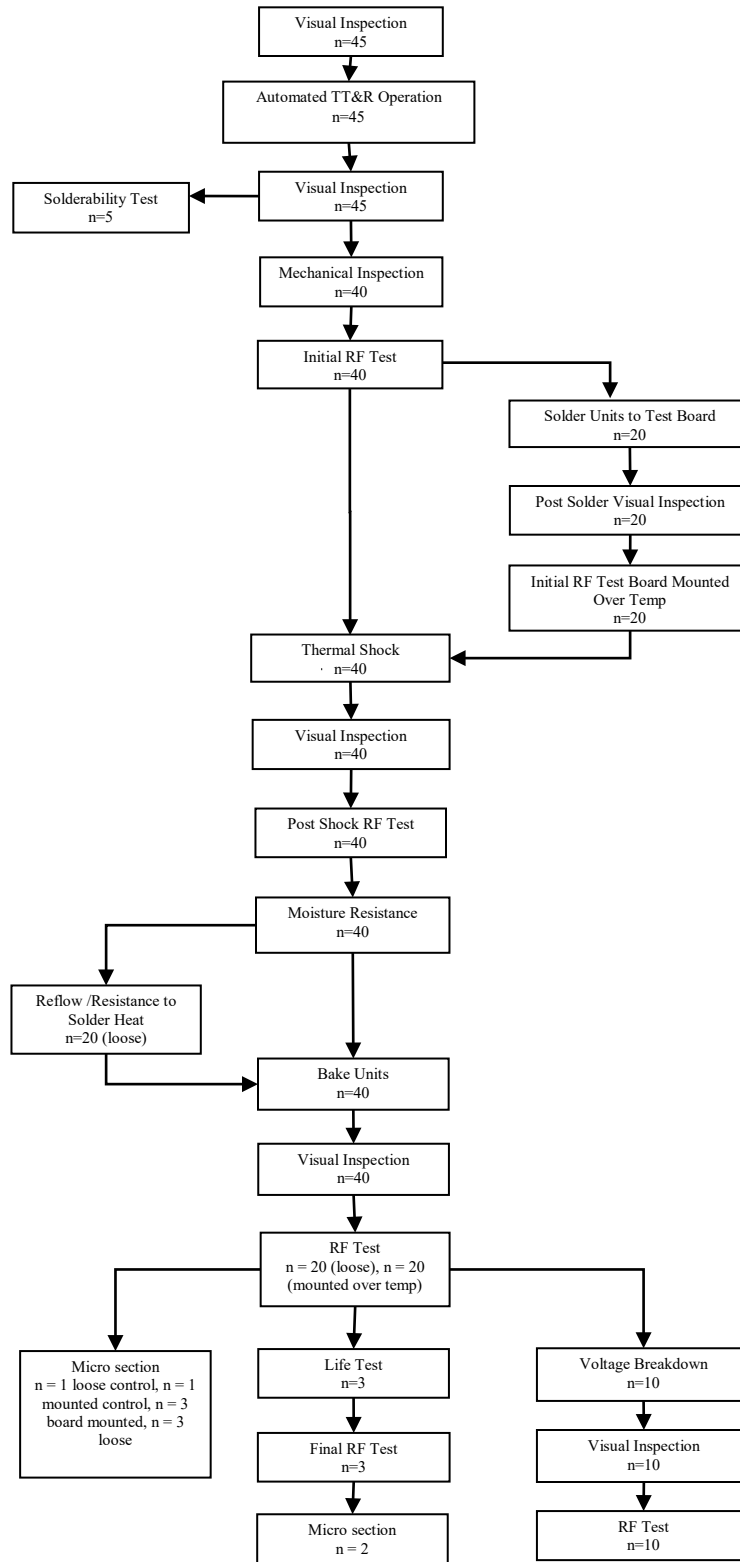 Visual Inspection
n=45
Automated TT&R Operation
n=45
Visual Inspection
n=45
Solderability Test
n=5
Mechanical Inspection
n=40
Initial RF Test
n=40
Solder Units to Test Board
n=20
Post Solder Visual Inspection
n=20
Initial RF Test Board Mounted
Over Temp
n=20
Thermal Shock
n=40
Visual Inspection
n=40
Post Shock RF Test
n=40
Moisture Resistance
n=40
Reflow /Resistance to
Solder Heat
n=20 (loose)
Bake Units
n=40
Visual Inspection
n=40
RF Test
n = 20 (loose), n = 20
(mounted over temp)
Micro section
n = 1 loose control, n = 1
mounted control, n = 3
board mounted, n = 3
loose
Life Test
n=3
Final RF Test
n=3
Micro section
n = 2
Voltage Breakdown
n=10
Visual Inspection
n=10
RF Test
n=10